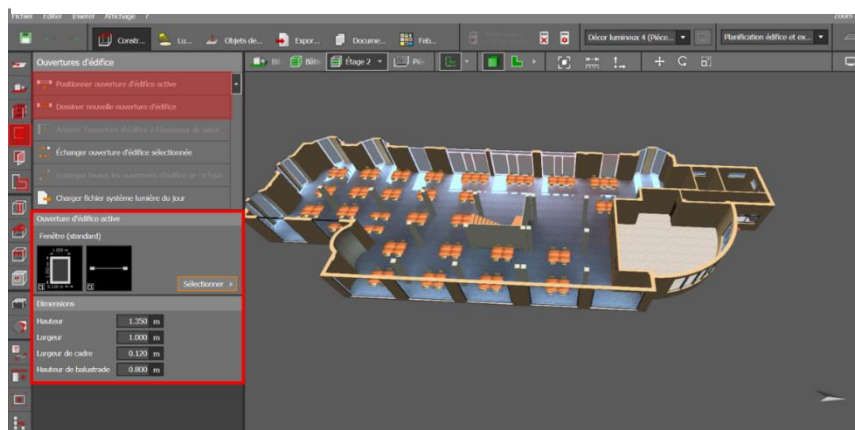 Fichier Editer Insérer Affichage ?
zoom
Constr... Lu... Objets de... Expor... Docume... Fab...
Décor lumineux 4 (Pièce...
Planification édifice et ex...
Ouvertures d'édifice
Bâti
Étage 2
Piè
Positionner ouverture d'édifice active
Dessiner nouvelle ouverture d'édifice
Échanger ouverture d'édifice sélectionnée
Charger fichier système lumière du jour
Ouverture d'édifice active
Fenêtre (standard)
Sélectionner
Dimensions
Hauteur 1.350 m
Largeur 1.000 m
Largeur de cadre 0.120 m
Hauteur de balustrade 0.800 m